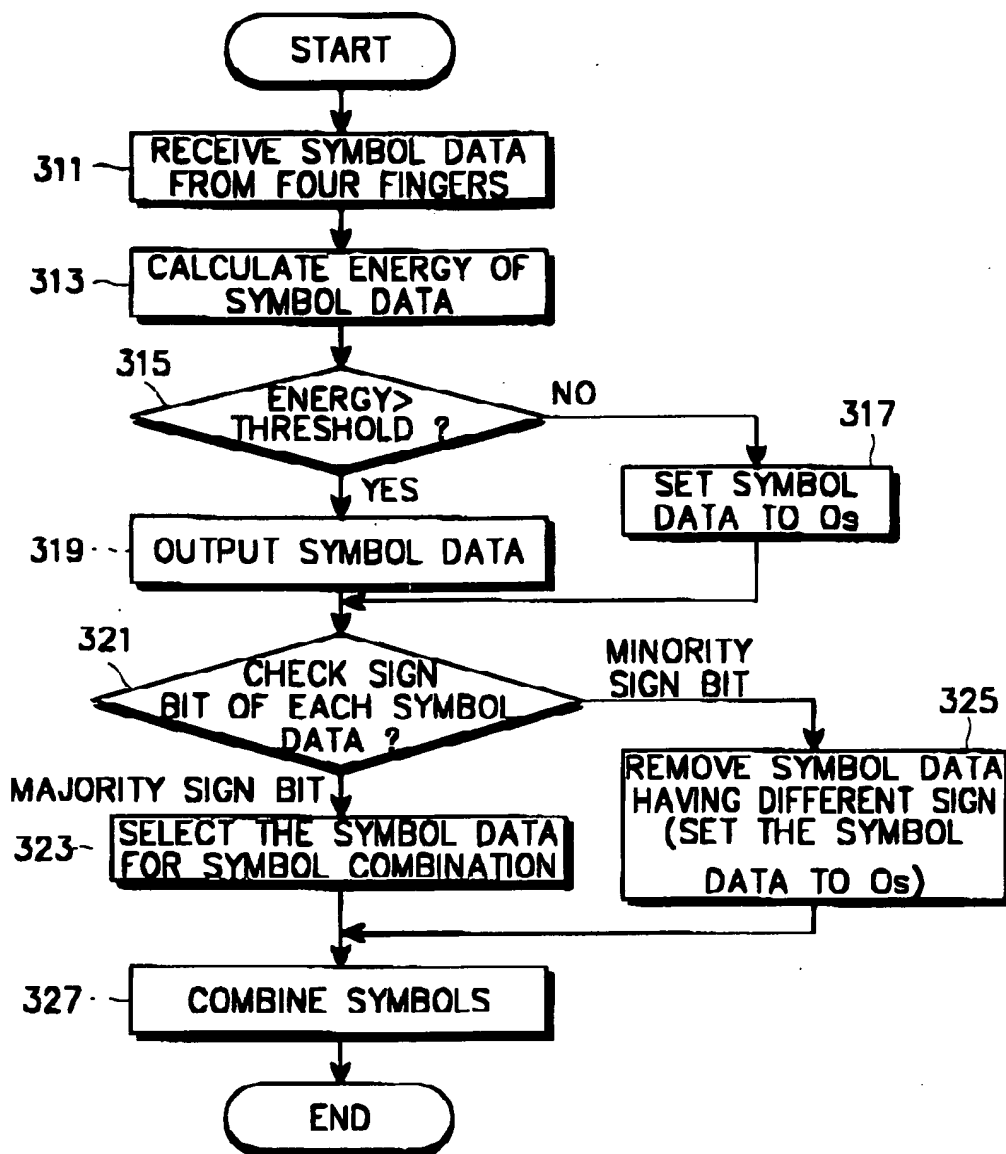 START
311
RECEIVE SYMBOL DATA
FROM FOUR FINGERS
313
CALCULATE ENERGY OF
SYMBOL DATA
315
ENERGY>
THRESHOLD ?
NO
YES
317
SET SYMBOL
DATA TO 0s
319
OUTPUT SYMBOL DATA
321
CHECK SIGN
BIT OF EACH SYMBOL
DATA ?
MINORITY
SIGN BIT
MAJORITY SIGN BIT
325
REMOVE SYMBOL DATA
HAVING DIFFERENT SIGN
(SET THE SYMBOL
DATA TO 0s)
323
SELECT THE SYMBOL DATA
FOR SYMBOL COMBINATION
327
COMBINE SYMBOLS
END